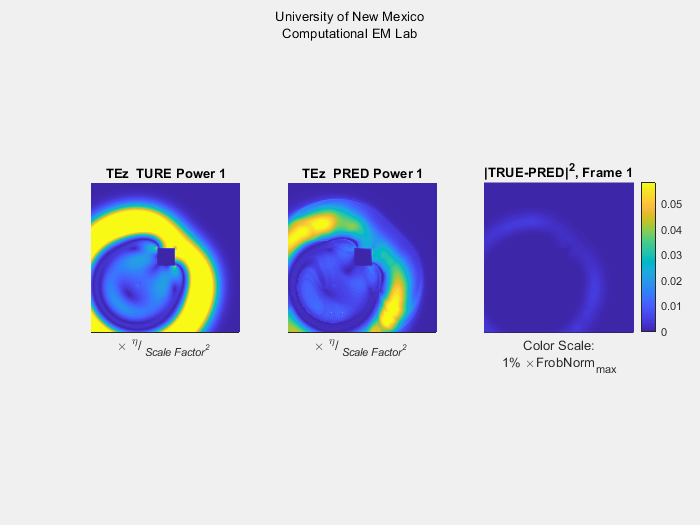 University of New Mexico
Computational EM Lab
TEz TURE Power 1
TEz PRED Power 1
|TRUE-PRED|², Frame 1
0.05
0.04
0.03
0.02
0.01
0
× η/ Scale Factor²
× η/ Scale Factor²
Color Scale:
1% ×FrobNormmax